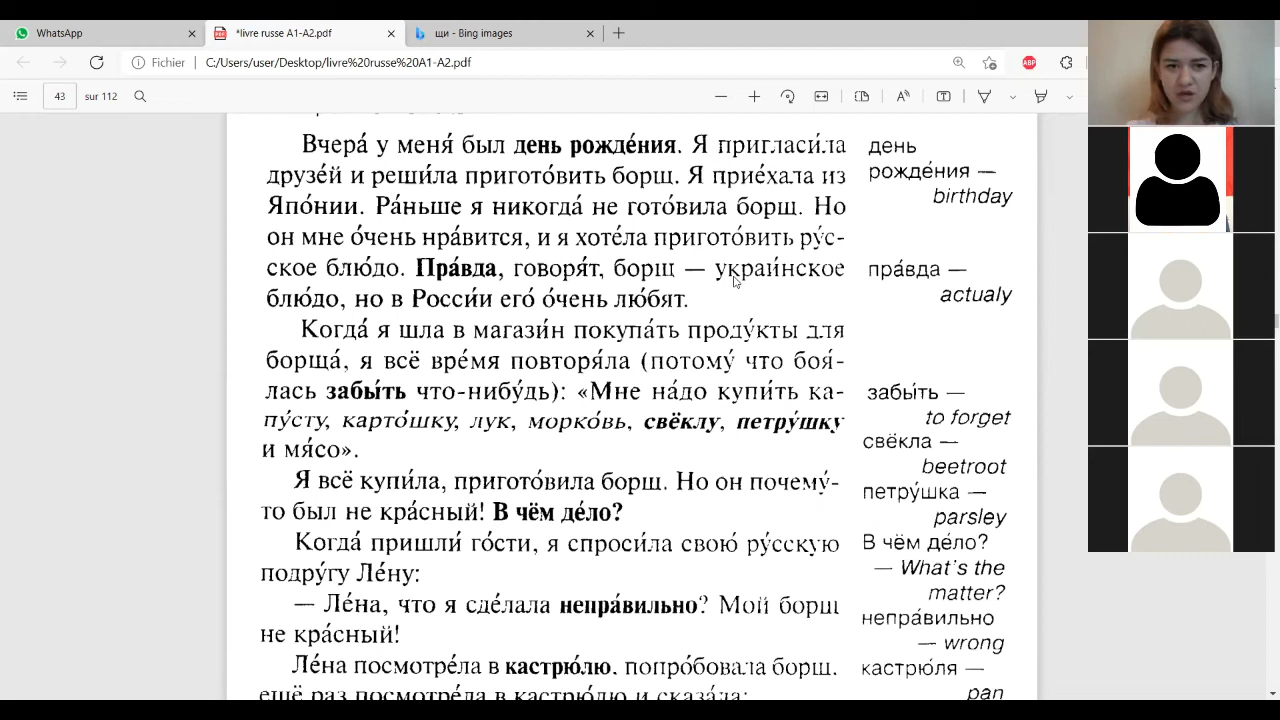 WhatsApp
*livre russe A1-A2.pdf
щи - Bing images
Fichier
C:/Users/user/Desktop/livre%20russe%20A1-A2.pdf
ABP
43 sur 112
Вчера́ у меня́ был день рожде́ния. Я пригласи́ла
друзе́й и реши́ла пригото́вить борщ. Я прие́хала из
Япо́нии. Ра́ньше я никогда́ не гото́вила борщ. Но
он мне о́чень нра́вится, и я хоте́ла пригото́вить ру́с-
ское блю́до. Пра́вда, говоря́т, борщ — украи́нское
блю́до, но в Росси́и его́ о́чень лю́бят.
Когда́ я шла в магази́н покупа́ть проду́кты для
борща́, я всё вре́мя повторя́ла (потому́ что боя́-
лась забы́ть что-нибу́дь): «Мне на́до купи́ть ка-
пу́сту, карто́шку, лук, морко́вь, свёклу, петру́шку
и мя́со».
Я всё купи́ла, пригото́вила борщ. Но он почему́-
то был не кра́сный! В чём де́ло?
Когда́ пришли́ го́сти, я спроси́ла свою́ ру́сскую
подру́гу Ле́ну:
— Ле́на, что я сде́лала непра́вильно? Мой борщ
не кра́сный!
Ле́на посмотре́ла в кастрю́лю, попро́бовала борщ,
ещё раз посмотре́ла в кастрю́лю и сказа́ла:
день
рожде́ния —
birthday
пра́вда —
actualy
забы́ть —
to forget
свёкла —
beetroot
петру́шка —
parsley
В чём де́ло?
— What's the
matter?
непра́вильно
— wrong
кастрю́ля —
pan